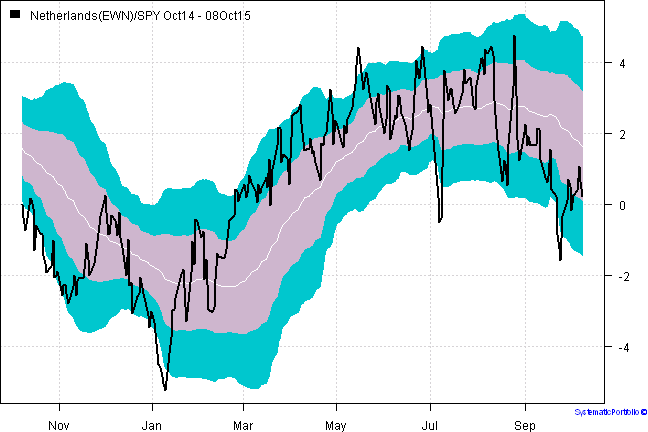 Netherlands(EWN)/SPY Oct14 - 08Oct15
4
2
0
-2
-4
Nov Jan Mar May Jul Sep
SystematicPortfolio ©